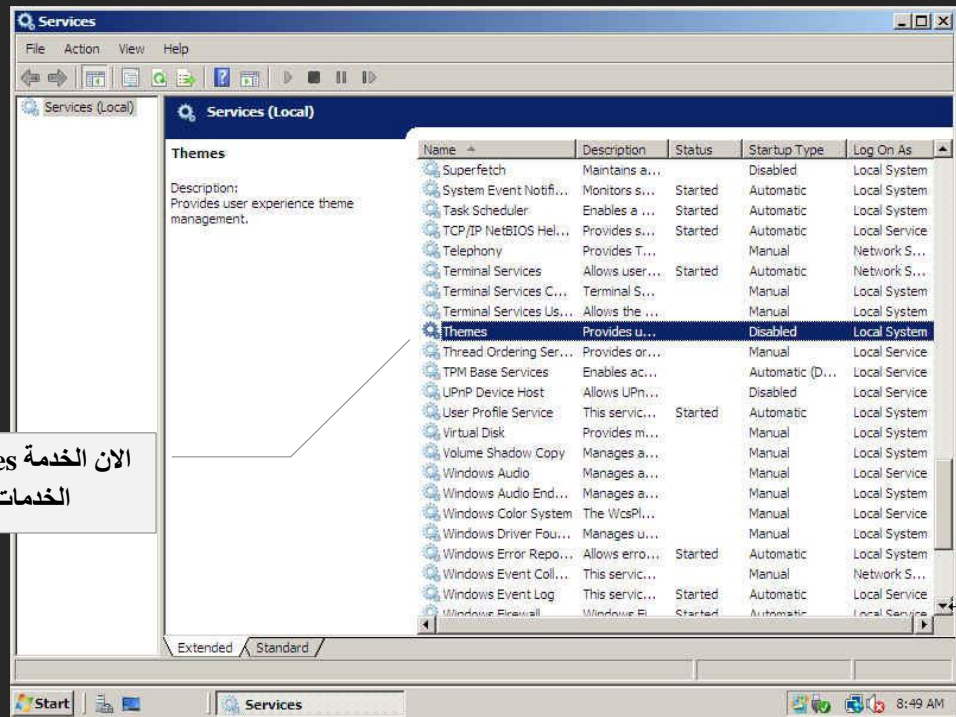 Services
File Action View Help
Services (Local)
Services (Local)
Themes
Description:
Provides user experience theme
management.
Name Description Status Startup Type Log On As
Superfetch Maintains a... Disabled Local System
System Event Notifi... Monitors s... Started Automatic Local System
Task Scheduler Enables a ... Started Automatic Local System
TCP/IP NetBIOS Hel... Provides s... Started Automatic Local Service
Telephony Provides T... Manual Network S...
Terminal Services Allows user... Started Automatic Network S...
Terminal Services C... Terminal S... Manual Local System
Terminal Services Us... Allows the ... Manual Local System
Themes Provides u... Disabled Local System
Thread Ordering Ser... Provides or... Manual Local Service
TPM Base Services Enables ac... Automatic (D... Local Service
UPnP Device Host Allows UPn... Disabled Local Service
User Profile Service This servic... Started Automatic Local System
Virtual Disk Provides m... Manual Local System
Volume Shadow Copy Manages a... Manual Local System
Windows Audio Manages a... Manual Local Service
Windows Audio End... Manages a... Manual Local System
Windows Color System The WcsPl... Manual Local Service
Windows Driver Fou... Manages u... Manual Local System
Windows Error Repo... Allows erro... Started Automatic Local System
Windows Event Coll... This servic... Manual Network S...
Windows Event Log This servic... Started Automatic Local Service
Windows Firewall Windows Fi... Started Automatic Local Service
الان الخدمة es
الخدمات
Extended Standard
Start Services 8:49 AM